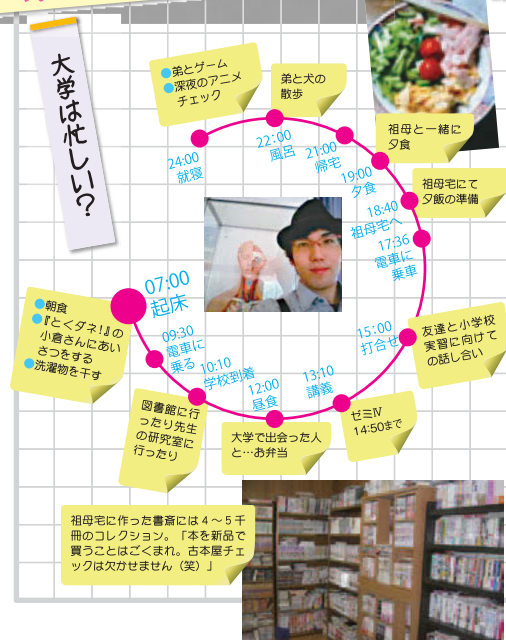 大学は忙しい？
●弟とゲーム
●深夜のアニメ
チェック
弟と犬の
散歩
祖母と一緒に
夕食
祖母宅にて
夕飯の準備
24:00
就寝
22:00
風呂
21:00
帰宅
19:00
夕食
18:40
祖母宅へ
17:36
電車に
乗車
07:00
起床
●朝食
●『とくダネ！』の
小倉さんにあい
さつをする
●洗濯物を干す
09:30
電車に
乗る
10:10
学校到着
12:00
昼食
13:10
講義
15:00
打合せ
友達と小学校
実習に向けて
の話し合い
図書館に行
ったり先生
の研究室に
行ったり
大学で出会った人
と…お弁当
ゼミⅣ
14:50まで
祖母宅に作った書斎には４～５千
冊のコレクション。「本を新品で
買うことはごくまれ。古本屋チェ
ックは欠かせません（笑）」